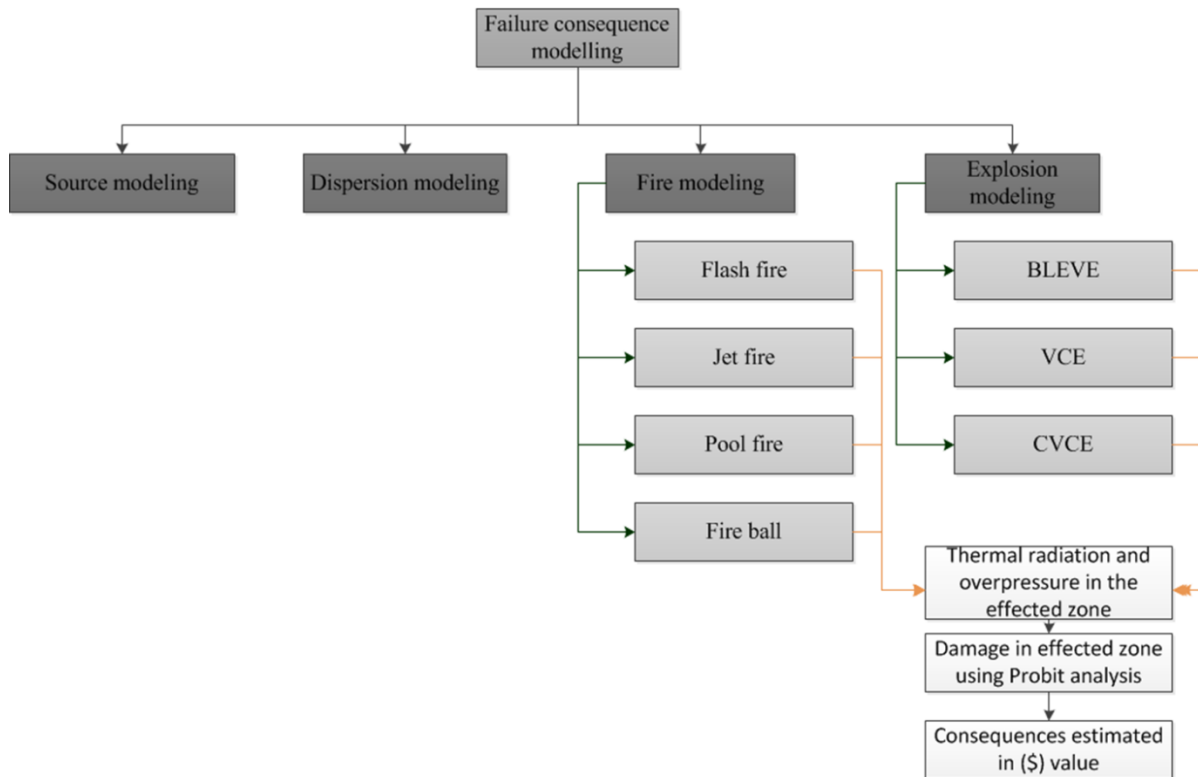 Failure consequence
modelling
Source modeling
Dispersion modeling
Fire modeling
Explosion
modeling
Flash fire
BLEVE
Jet fire
VCE
Pool fire
CVCE
Fire ball
Thermal radiation and
overpressure in the
effected zone
Damage in effected zone
using Probit analysis
Consequences estimated
in ($) value